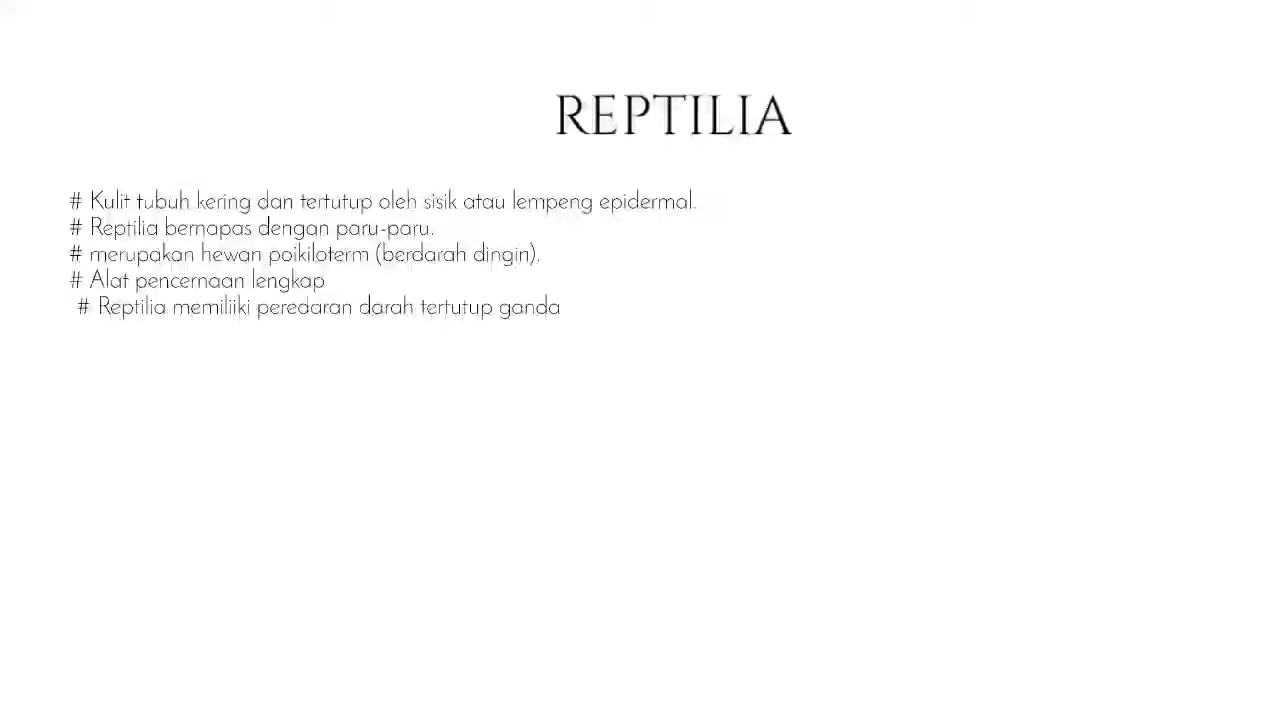 REPTILIA
# Kulit tubuh kering dan tertutup oleh sisik atau lempeng epidermal.
# Reptilia bernapas dengan paru-paru.
# merupakan hewan poikiloterm (berdarah dingin).
# Alat pencernaan lengkap
# Reptilia memiliiki peredaran darah tertutup ganda